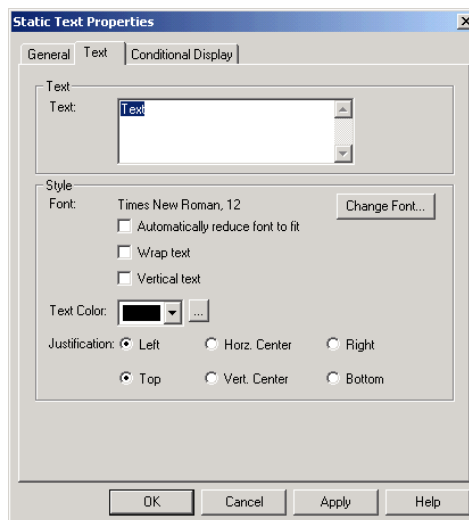 Static Text Properties
General Text Conditional Display
Text
Text: Text
Style
Font: Times New Roman, 12 Change Font...
Automatically reduce font to fit
Wrap text
Vertical text
Text Color: ...
Justification: Left Horz. Center Right
Top Vert. Center Bottom
OK Cancel Apply Help